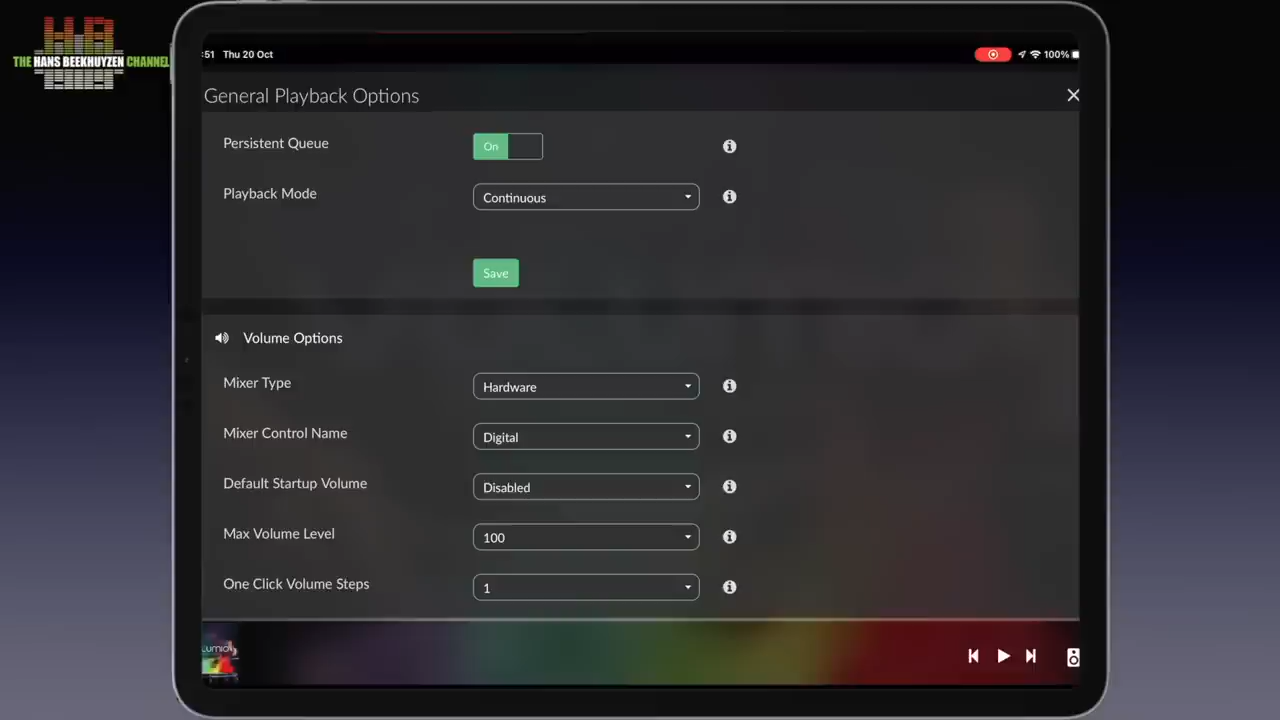 THE HANS BEEKHUYZEN CHANNEL
:51 Thu 20 Oct
100%
General Playback Options
Persistent Queue
On
Playback Mode
Continuous
Save
Volume Options
Mixer Type
Hardware
Mixer Control Name
Digital
Default Startup Volume
Disabled
Max Volume Level
100
One Click Volume Steps
1